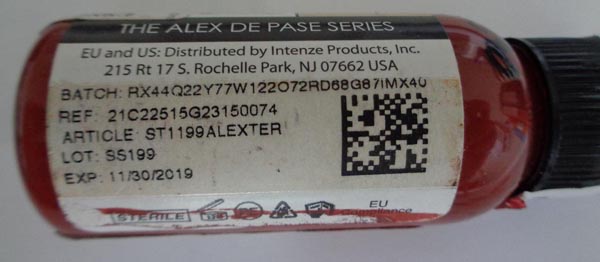 THE ALEX DE PASE SERIES
EU and US: Distributed by Intenze Products, Inc.
215 Rt 17 S. Rochelle Park, NJ 07662 USA
BATCH: RX44Q22Y77W122O72RD68G87iMX40
REF: 21C22515G23150074
ARTICLE: ST1199ALEXTER
LOT: SS199
EXP: 11/30/2019
STERILE
EU
Compliance